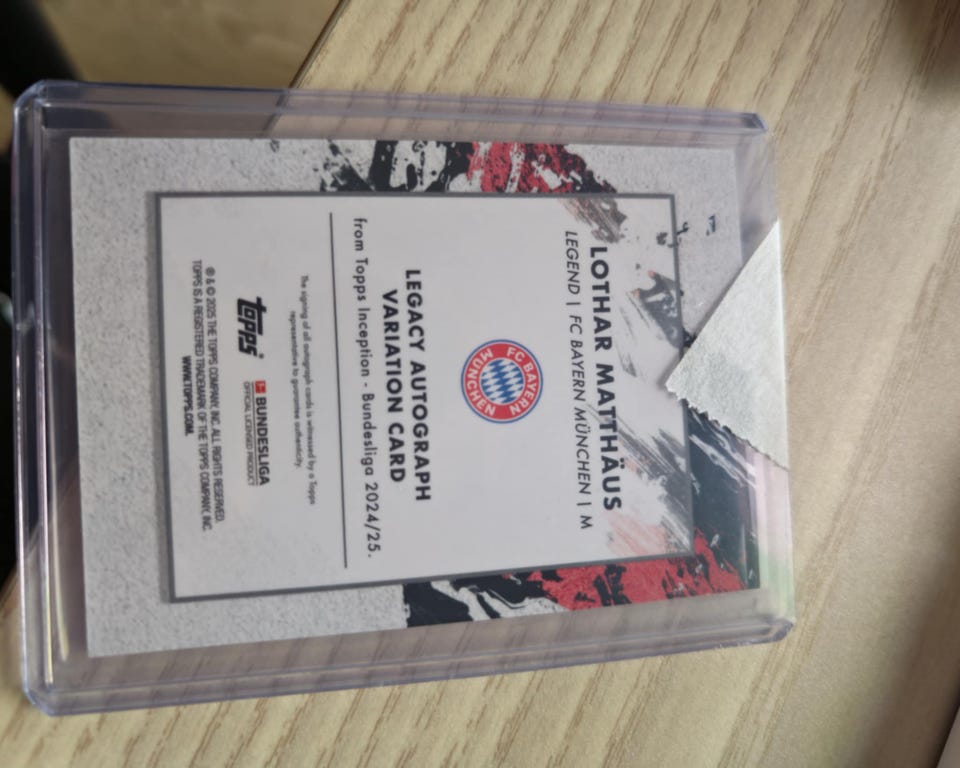 LOTHAR MATTHÄUS
LEGEND | FC BAYERN MÜNCHEN | M
FC BAYERN
MÜNCHEN
LEGACY AUTOGRAPH
VARIATION CARD
from Topps Inception - Bundesliga 2024/25.
The signing of all autograph cards is witnessed by a Topps
representative to guarantee authenticity.
topps®
BUNDESLIGA
OFFICIAL LICENSED PRODUCT
® & © 2025 THE TOPPS COMPANY, INC. ALL RIGHTS RESERVED.
TOPPS IS A REGISTERED TRADEMARK OF THE TOPPS COMPANY, INC.
WWW.TOPPS.COM.